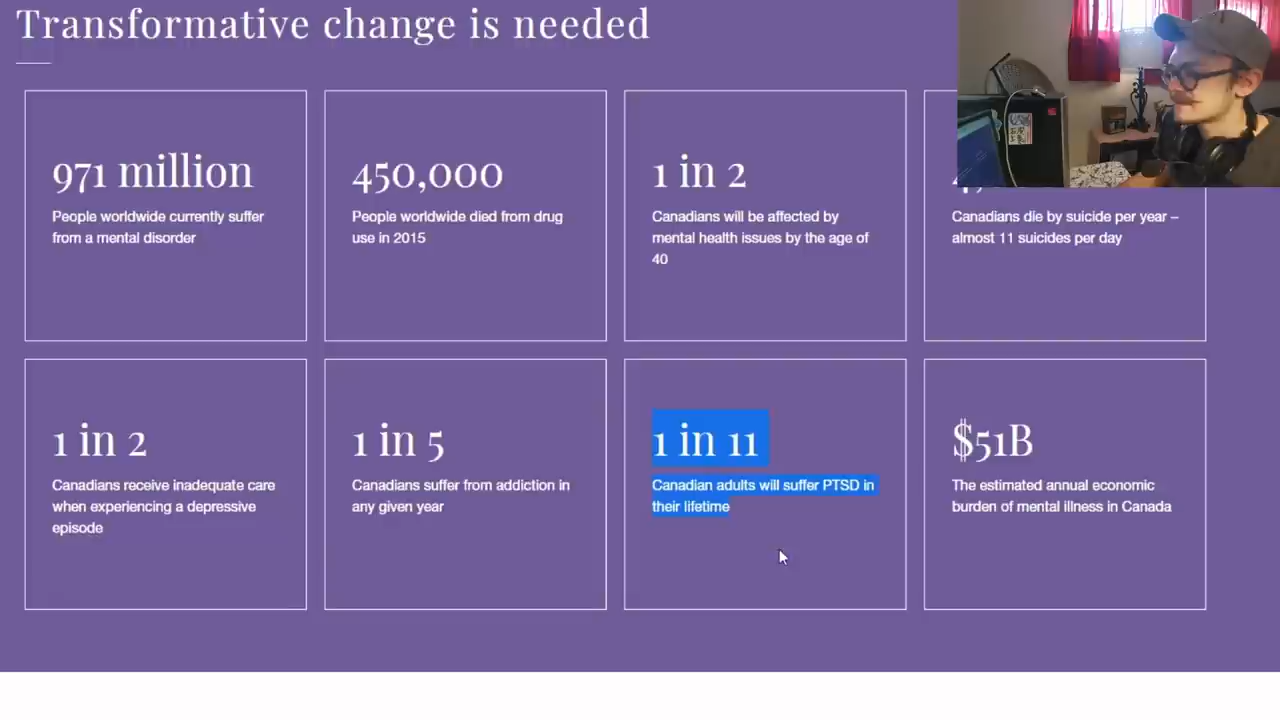 Transformative change is needed
971 million
People worldwide currently suffer
from a mental disorder
450,000
People worldwide died from drug
use in 2015
1 in 2
Canadians will be affected by
mental health issues by the age of
40
Canadians die by suicide per year –
almost 11 suicides per day
1 in 2
Canadians receive inadequate care
when experiencing a depressive
episode
1 in 5
Canadians suffer from addiction in
any given year
1 in 11
Canadian adults will suffer PTSD in
their lifetime
$51B
The estimated annual economic
burden of mental illness in Canada